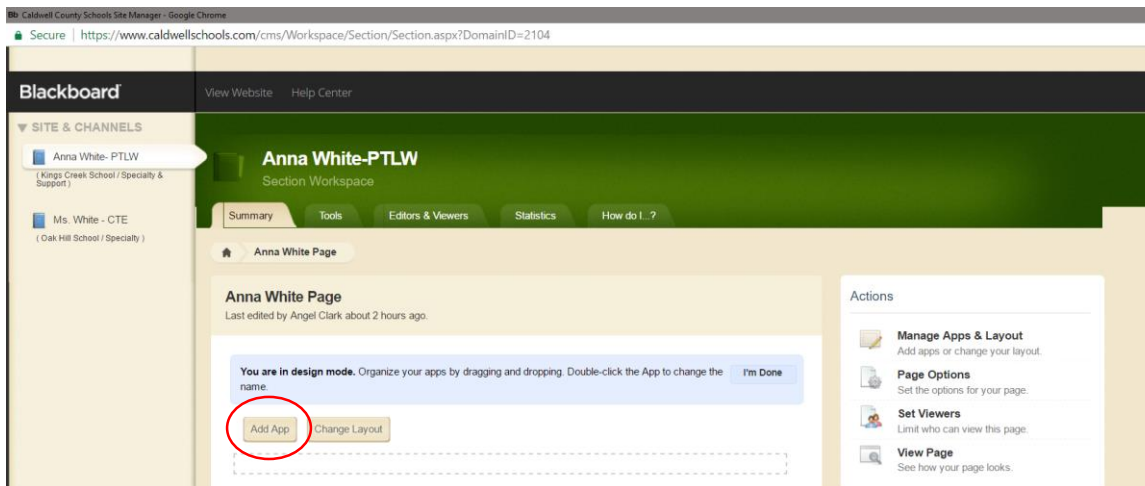 Bb Caldwell County Schools Site Manager - Google Chrome
Secure | https://www.caldwellschools.com/cms/Workspace/Section/Section.aspx?DomainID=2104
Blackboard
View Website Help Center
SITE & CHANNELS
Anna White- PTLW
( Kings Creek School / Specialty &
Support )
Ms. White - CTE
( Oak Hill School / Specialty )
Anna White-PTLW
Section Workspace
Summary Tools Editors & Viewers Statistics How do I...?
Anna White Page
Anna White Page
Last edited by Angel Clark about 2 hours ago.
You are in design mode. Organize your apps by dragging and dropping. Double-click the App to change the
name.
I'm Done
Add App Change Layout
Actions
Manage Apps & Layout
Add apps or change your layout.
Page Options
Set the options for your page.
Set Viewers
Limit who can view this page.
View Page
See how your page looks.